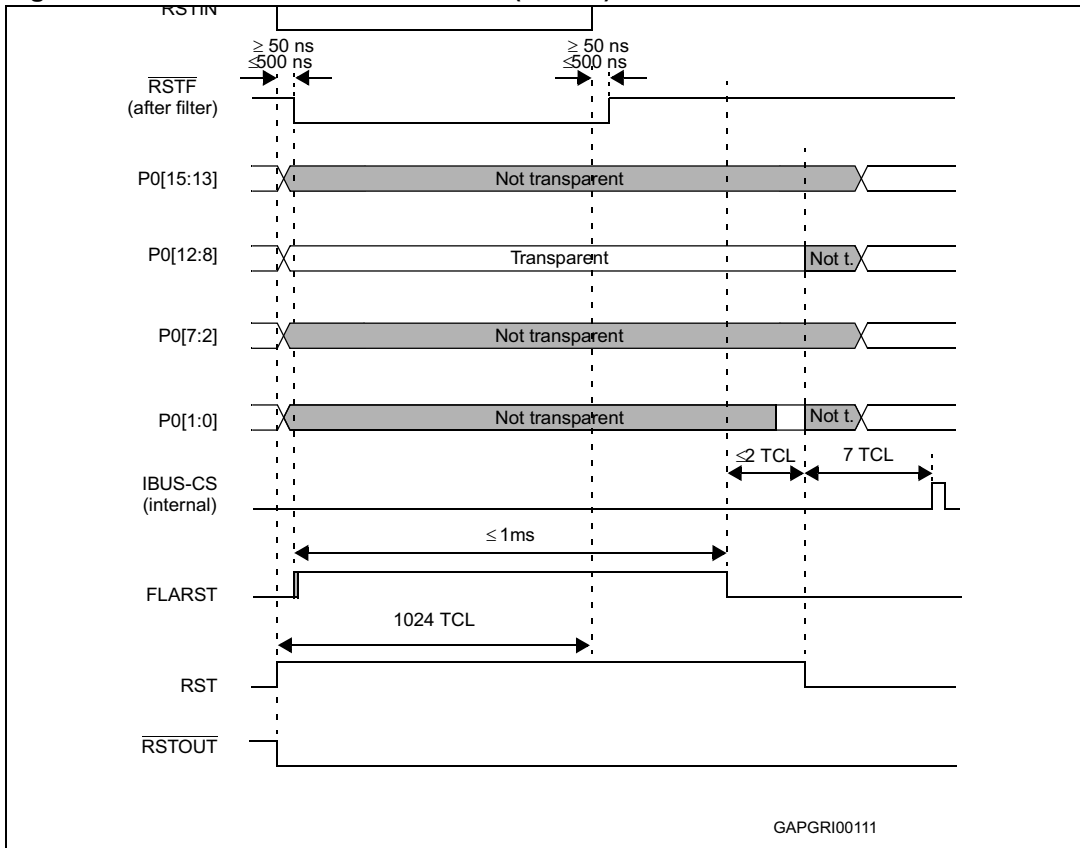 RSTIN
≥ 50 ns
≤500 ns
≥ 50 ns
≤500 ns
RSTF
(after filter)
P0[15:13]
Not transparent
P0[12:8]
Transparent
Not t.
P0[7:2]
Not transparent
P0[1:0]
Not transparent
Not t.
≤2 TCL
7 TCL
IBUS-CS
(internal)
≤ 1ms
FLARST
1024 TCL
RST
RSTOUT
GAPGRI00111